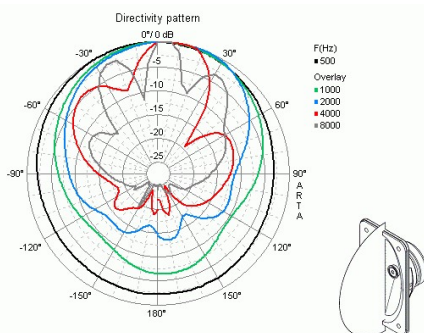 Directivity pattern
0°/ 0 dB
-30°
30°
F(Hz)
500
Overlay
1000
2000
4000
8000
-5
-10
-15
-20
-25
-60°
60°
-90°
90°
A
R
T
A
-120°
120°
-150°
150°
180°